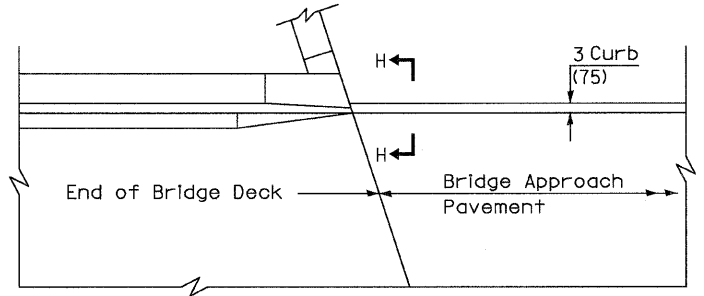 H
3 Curb
(75)
H
End of Bridge Deck
Bridge Approach
Pavement